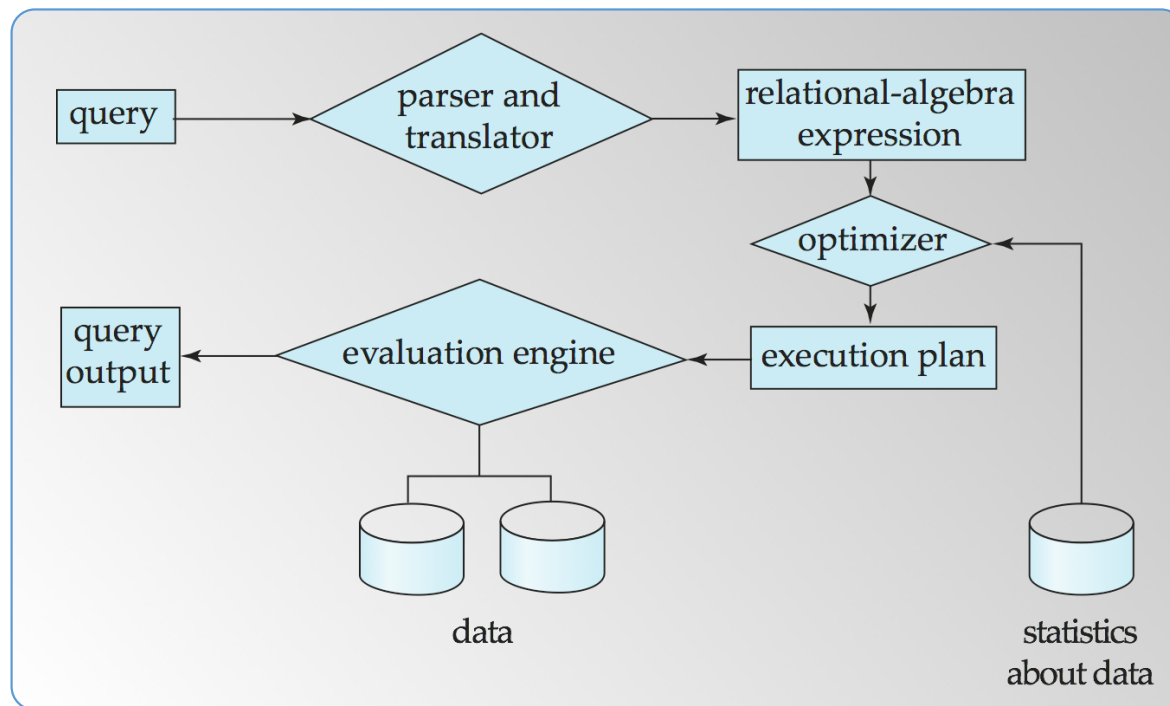 query
parser and
translator
relational-algebra
expression
optimizer
query
output
evaluation engine
execution plan
data
statistics
about data